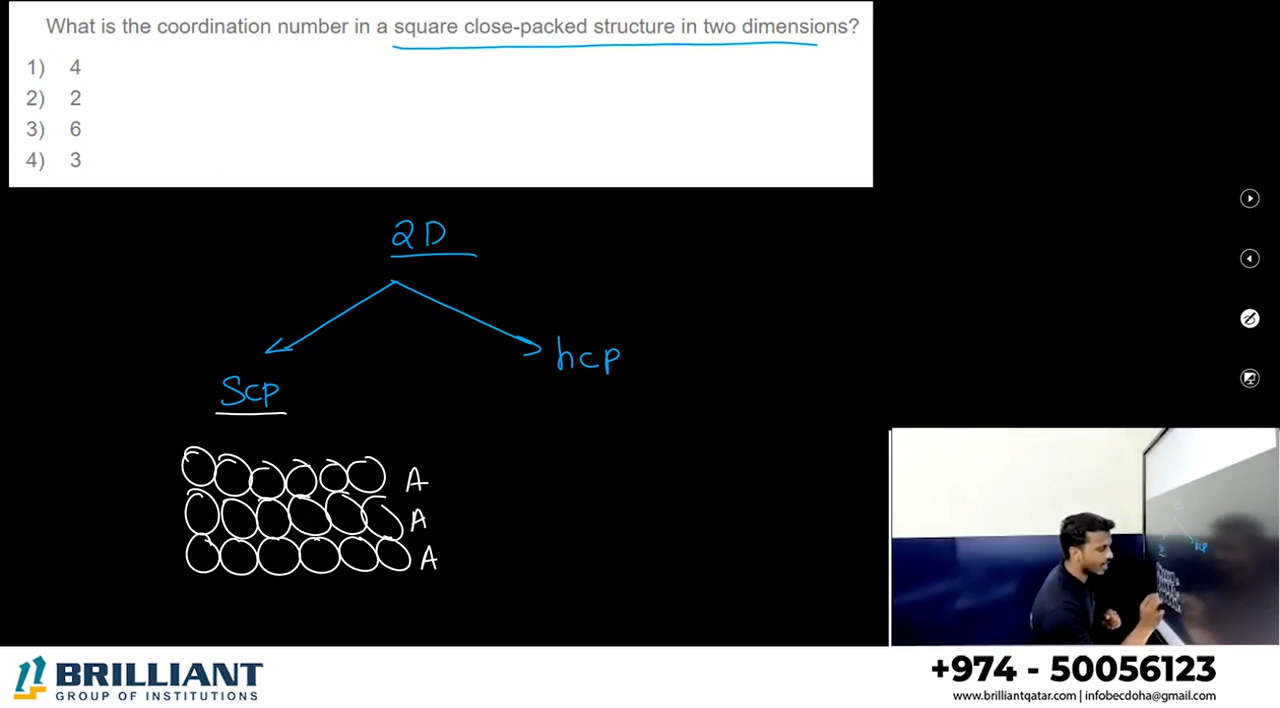 What is the coordination number in a square close-packed structure in two dimensions?
1) 4
2) 2
3) 6
4) 3
2D
hcp
Scp
A
A
A
BRILLIANT
GROUP OF INSTITUTIONS
+974 - 50056123
www.brilliantqatar.com | infobecdoha@gmail.com